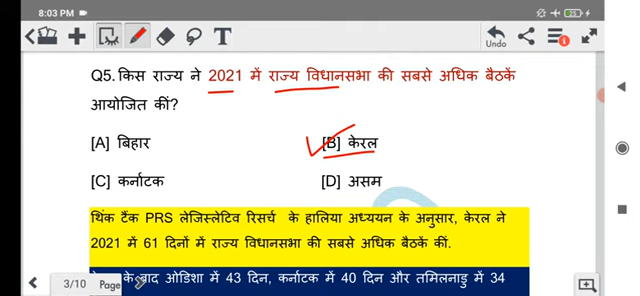 8:03 PM
Undo
Q5. किस राज्य ने 2021 में राज्य विधानसभा की सबसे अधिक बैठकें
आयोजित कीं?
[A] बिहार [B] केरल
[C] कर्नाटक [D] असम
थिंक टैंक PRS लेजिस्लेटिव रिसर्च के हालिया अध्ययन के अनुसार, केरल ने
2021 में 61 दिनों में राज्य विधानसभा की सबसे अधिक बैठकें कीं.
के बाद ओडिशा में 43 दिन, कर्नाटक में 40 दिन और तमिलनाडु में 34
3/10 Page